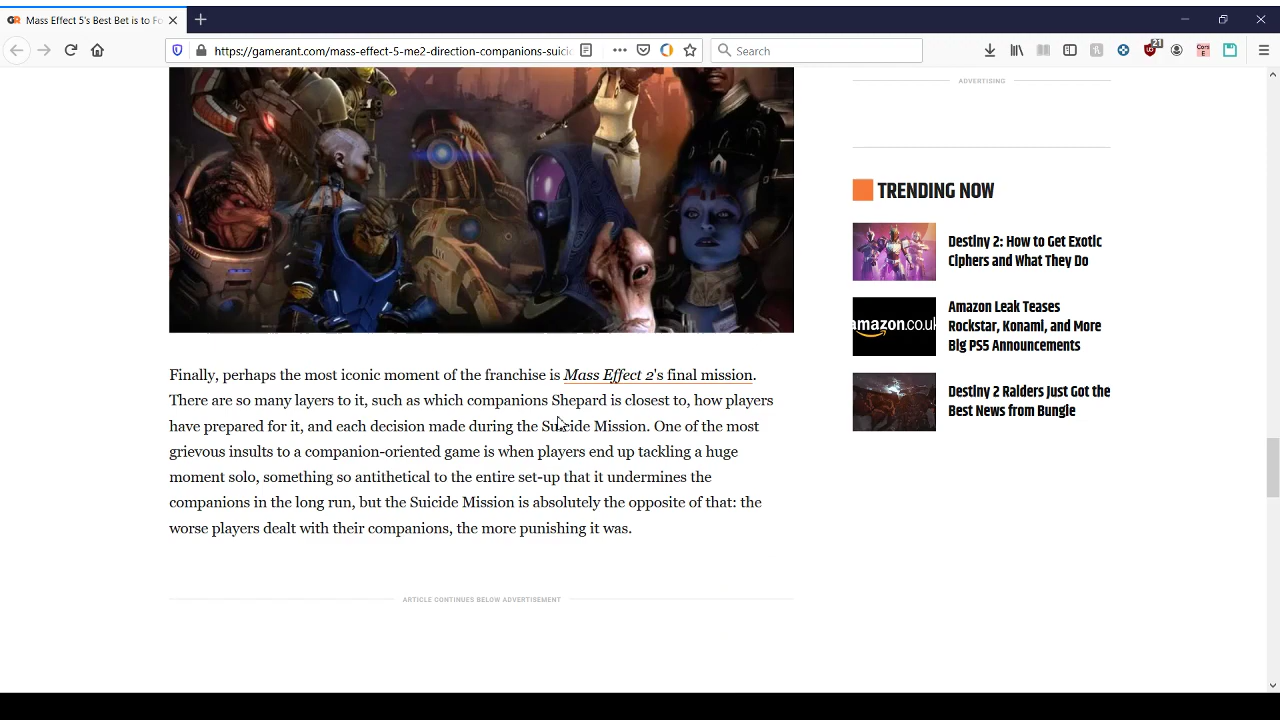 Mass Effect 5's Best Bet is to Fo
https://gamerant.com/mass-effect-5-me2-direction-companions-suic
Search
21
ADVERTISING
TRENDING NOW
Destiny 2: How to Get Exotic
Ciphers and What They Do
amazon.co.uk
Amazon Leak Teases
Rockstar, Konami, and More
Big PS5 Announcements
Destiny 2 Raiders Just Got the
Best News from Bungie
Finally, perhaps the most iconic moment of the franchise is Mass Effect 2's final mission.
There are so many layers to it, such as which companions Shepard is closest to, how players
have prepared for it, and each decision made during the Suicide Mission. One of the most
grievous insults to a companion-oriented game is when players end up tackling a huge
moment solo, something so antithetical to the entire set-up that it undermines the
companions in the long run, but the Suicide Mission is absolutely the opposite of that: the
worse players dealt with their companions, the more punishing it was.
ARTICLE CONTINUES BELOW ADVERTISEMENT